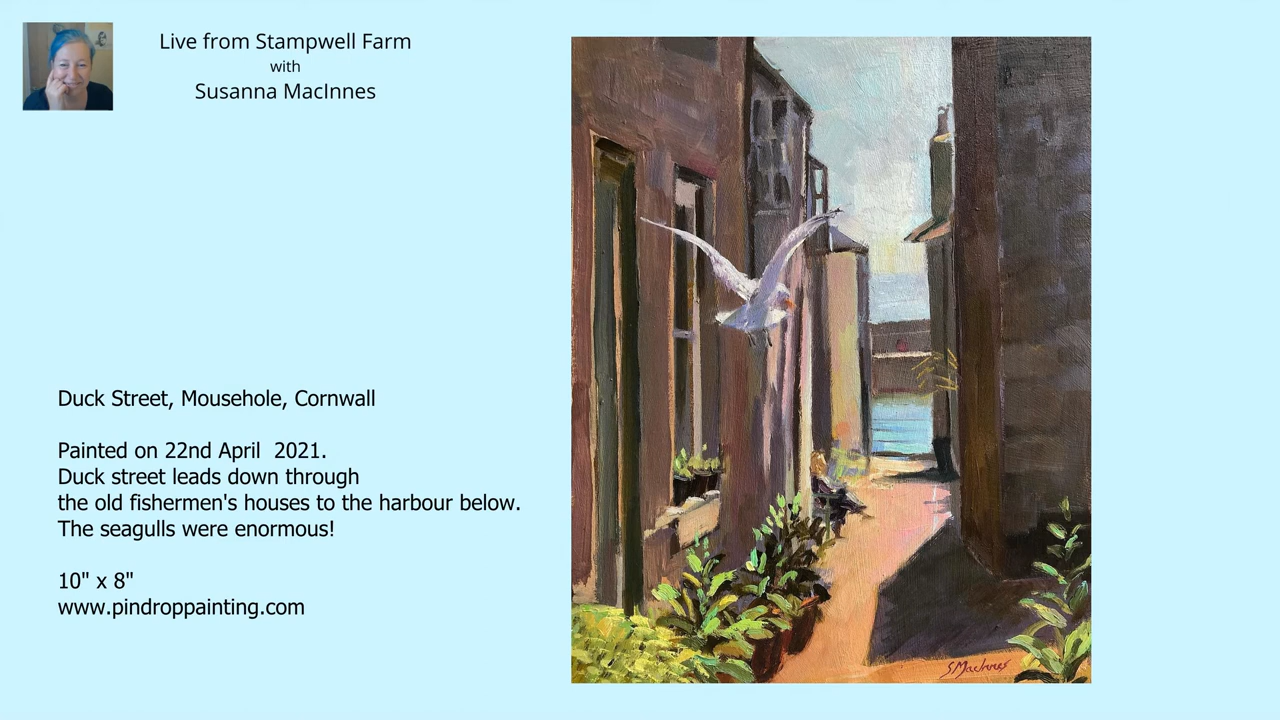 Live from Stampwell Farm
with
Susanna MacInnes
Duck Street, Mousehole, Cornwall
Painted on 22nd April  2021.
Duck street leads down through
the old fishermen's houses to the harbour below.
The seagulls were enormous!
10" x 8"
www.pindroppainting.com
SMacInnes